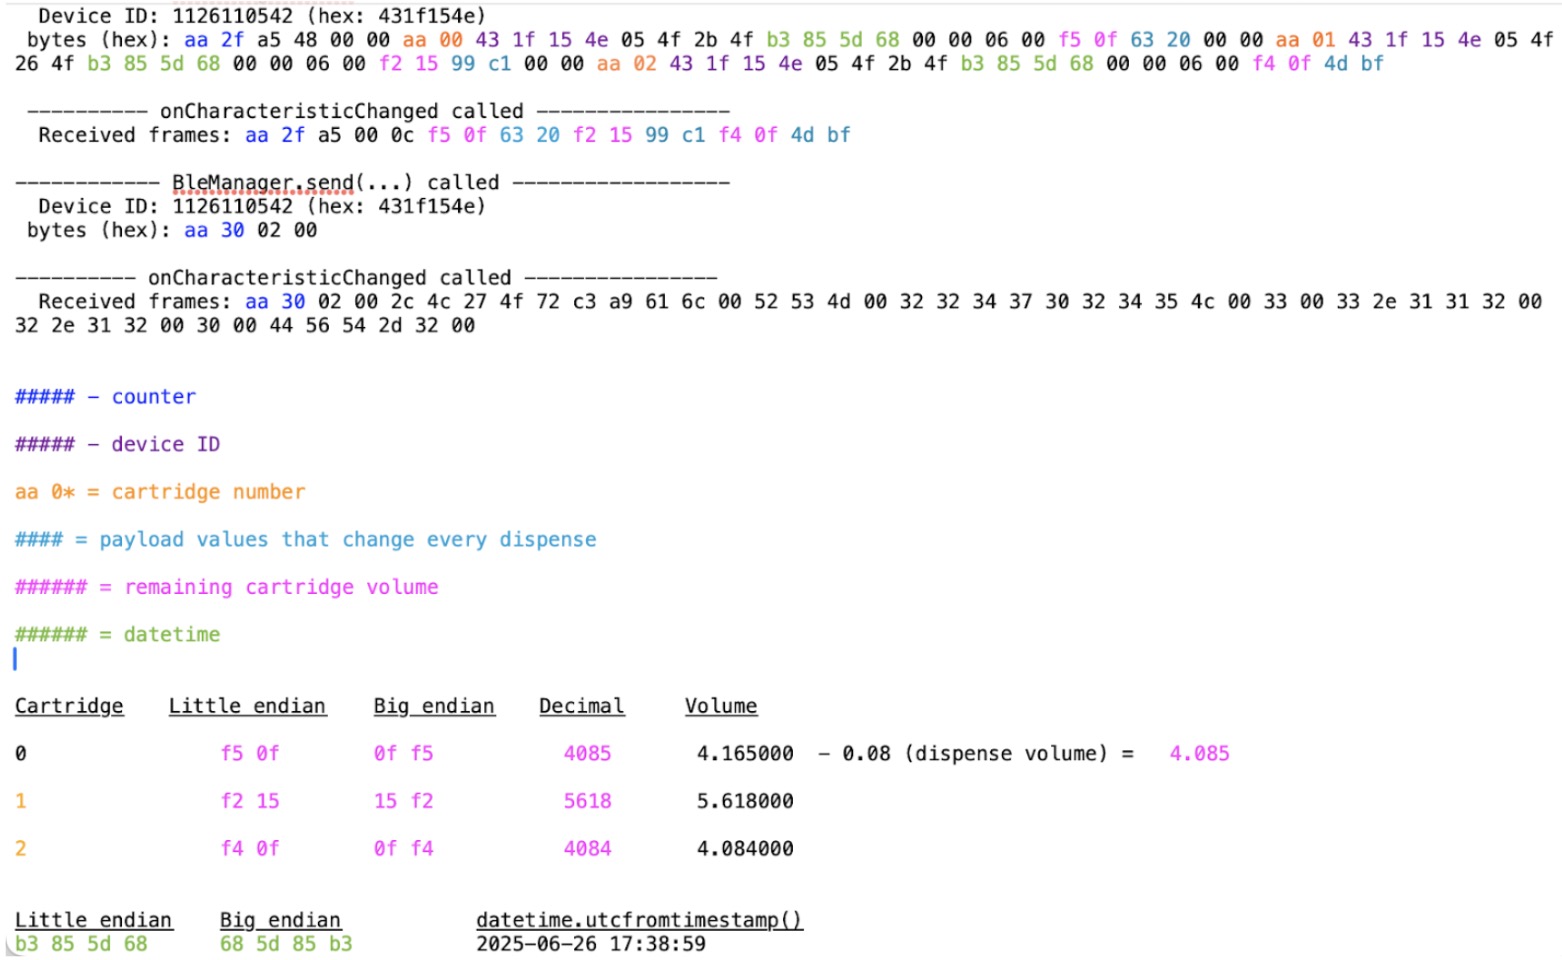 Device ID: 1126110542 (hex: 431f154e)
bytes (hex): aa 2f a5 48 00 00 aa 00 43 1f 15 4e 05 4f 2b 4f b3 85 5d 68 00 00 06 00 f5 0f 63 20 00 00 aa 01 43 1f 15 4e 05 4f
26 4f b3 85 5d 68 00 00 06 00 f2 15 99 c1 00 00 aa 02 43 1f 15 4e 05 4f 2b 4f b3 85 5d 68 00 00 06 00 f4 0f 4d bf
---------- onCharacteristicChanged called ----------------
Received frames: aa 2f a5 00 0c f5 0f 63 20 f2 15 99 c1 f4 0f 4d bf
------------ BleManager.send(...) called ------------------
Device ID: 1126110542 (hex: 431f154e)
bytes (hex): aa 30 02 00
---------- onCharacteristicChanged called ----------------
Received frames: aa 30 02 00 2c 4c 27 4f 72 c3 a9 61 6c 00 52 53 4d 00 32 32 34 37 30 32 34 35 4c 00 33 00 33 2e 31 31 32 00
32 2e 31 32 00 30 00 44 56 54 2d 32 00
##### - counter
##### - device ID
aa 0* = cartridge number
#### = payload values that change every dispense
###### = remaining cartridge volume
###### = datetime
Cartridge Little endian Big endian Decimal Volume
0 f5 0f 0f f5 4085 4.165000 - 0.08 (dispense volume) = 4.085
1 f2 15 15 f2 5618 5.618000
2 f4 0f 0f f4 4084 4.084000
Little endian Big endian datetime.utcfromtimestamp()
b3 85 5d 68 68 5d 85 b3 2025-06-26 17:38:59